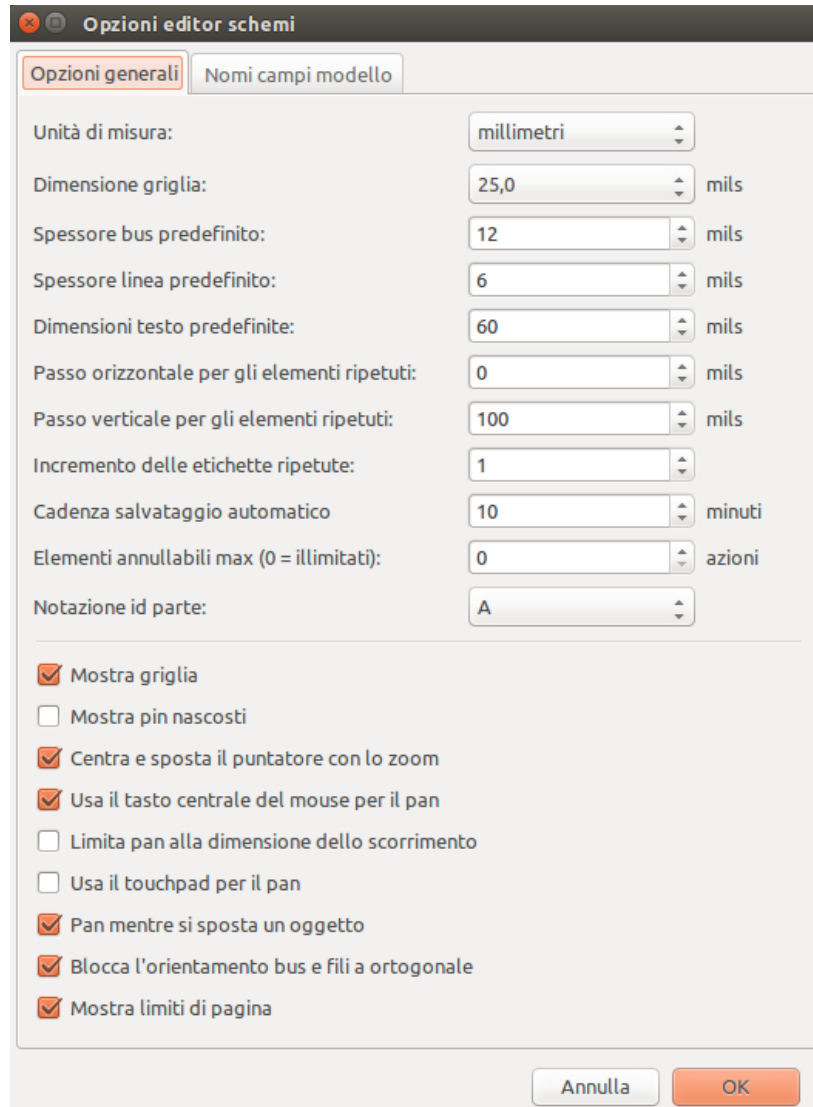 Opzioni editor schemi
Opzioni generali Nomi campi modello
Unità di misura: millimetri
Dimensione griglia: 25,0 mils
Spessore bus predefinito: 12 mils
Spessore linea predefinito: 6 mils
Dimensioni testo predefinite: 60 mils
Passo orizzontale per gli elementi ripetuti: 0 mils
Passo verticale per gli elementi ripetuti: 100 mils
Incremento delle etichette ripetute: 1
Cadenza salvataggio automatico 10 minuti
Elementi annullabili max (0 = illimitati): 0 azioni
Notazione id parte: A
Mostra griglia
Mostra pin nascosti
Centra e sposta il puntatore con lo zoom
Usa il tasto centrale del mouse per il pan
Limita pan alla dimensione dello scorrimento
Usa il touchpad per il pan
Pan mentre si sposta un oggetto
Blocca l'orientamento bus e fili a ortogonale
Mostra limiti di pagina
Annulla OK